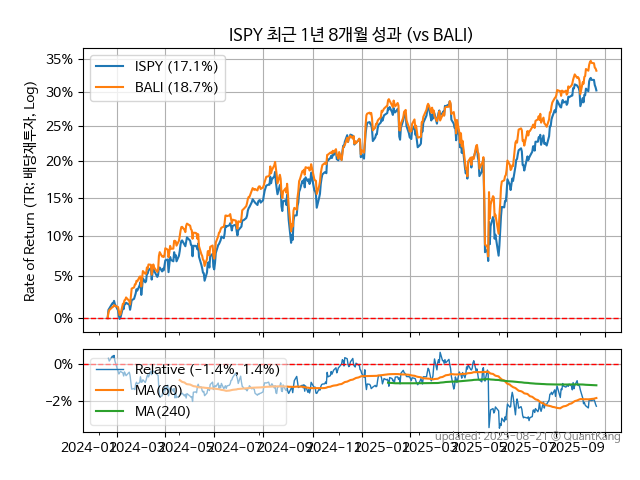 ISPY 최근 1년 8개월 성과 (vs BALI)
Rate of Return (TR: 배당재투자, Log)
35%
30%
25%
20%
15%
10%
5%
0%
ISPY (17.1%)
BALI (18.7%)
0%
−2%
Relative (−1.4%, 1.4%)
MA(60)
MA(240)
updated: 2025-08-21 © QuantKang
2024-01 2024-03 2024-05 2024-07 2024-09 2024-11 2025-01 2025-03 2025-05 2025-07 2025-09